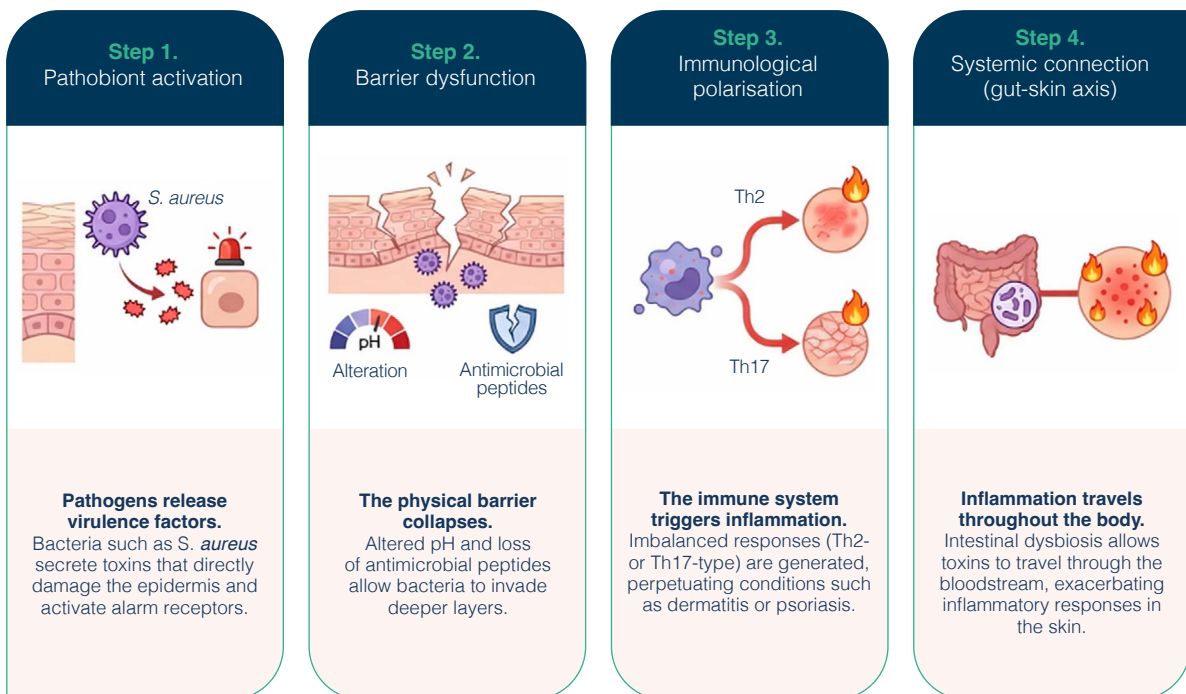 Step 1.
Pathobiont activation
S. aureus
Pathogens release
virulence factors.
Bacteria such as S. aureus
secrete toxins that directly
damage the epidermis and
activate alarm receptors.
Step 2.
Barrier dysfunction
pH
Alteration
Antimicrobial
peptides
The physical barrier
collapses.
Altered pH and loss
of antimicrobial peptides
allow bacteria to invade
deeper layers.
Step 3.
Immunological
polarisation
Th2
Th17
The immune system
triggers inflammation.
Imbalanced responses (Th2-
or Th17-type) are generated,
perpetuating conditions such
as dermatitis or psoriasis.
Step 4.
Systemic connection
(gut-skin axis)
Inflammation travels
throughout the body.
Intestinal dysbiosis allows
toxins to travel through the
bloodstream, exacerbating
inflammatory responses in
the skin.